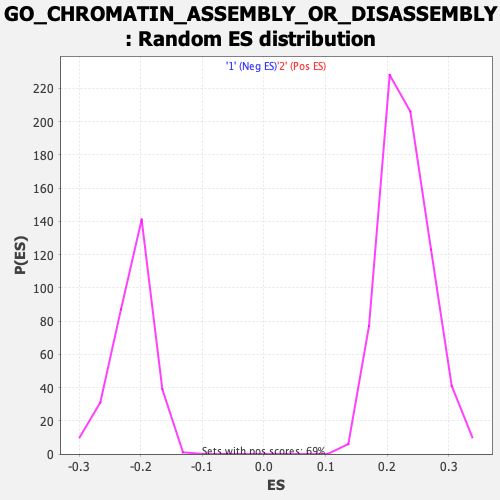 GO_CHROMATIN_ASSEMBLY_OR_DISASSEMBLY
: Random ES distribution
'1' (Neg ES)'2' (Pos ES)
220
200
180
160
140
120
100
80
60
40
20
0
P(ES)
Sets with pos scores: 69%
-0.3 -0.2 -0.1 0.0 0.1 0.2 0.3
ES